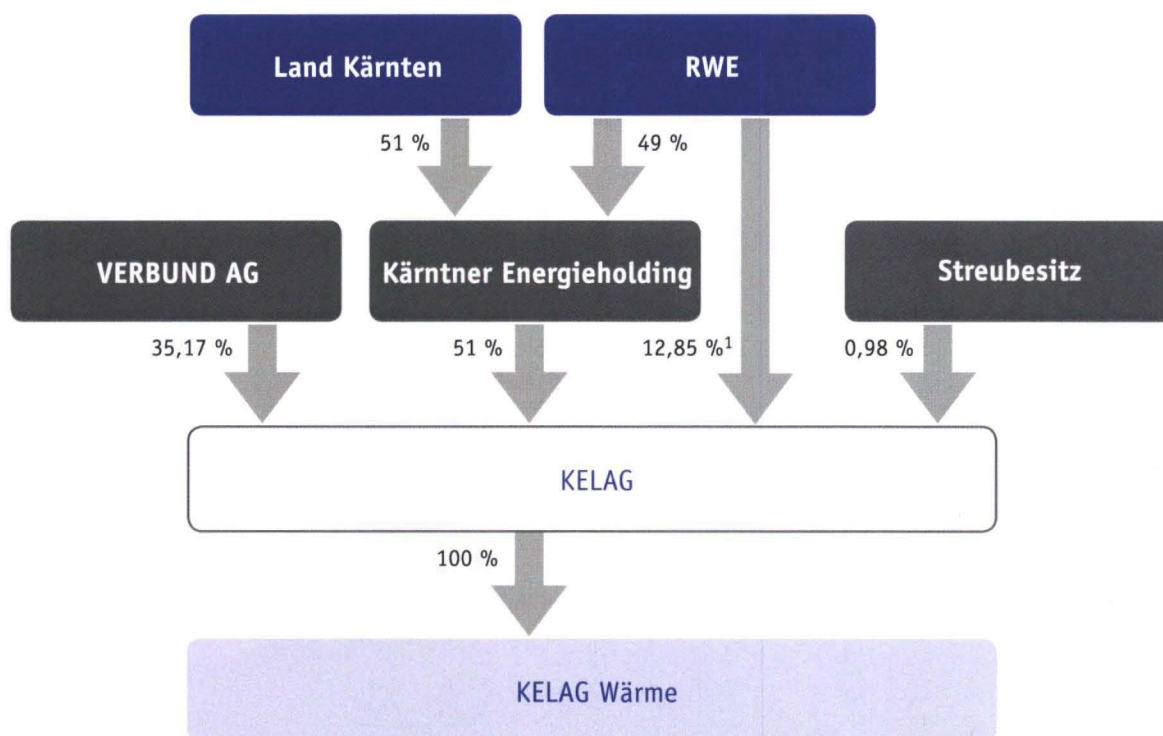 Land Kärnten
RWE
51 %
49 %
VERBUND AG
Kärntner Energieholding
Streubesitz
35,17 %
51 %
12,85 %¹
0,98 %
KELAG
100 %
KELAG Wärme